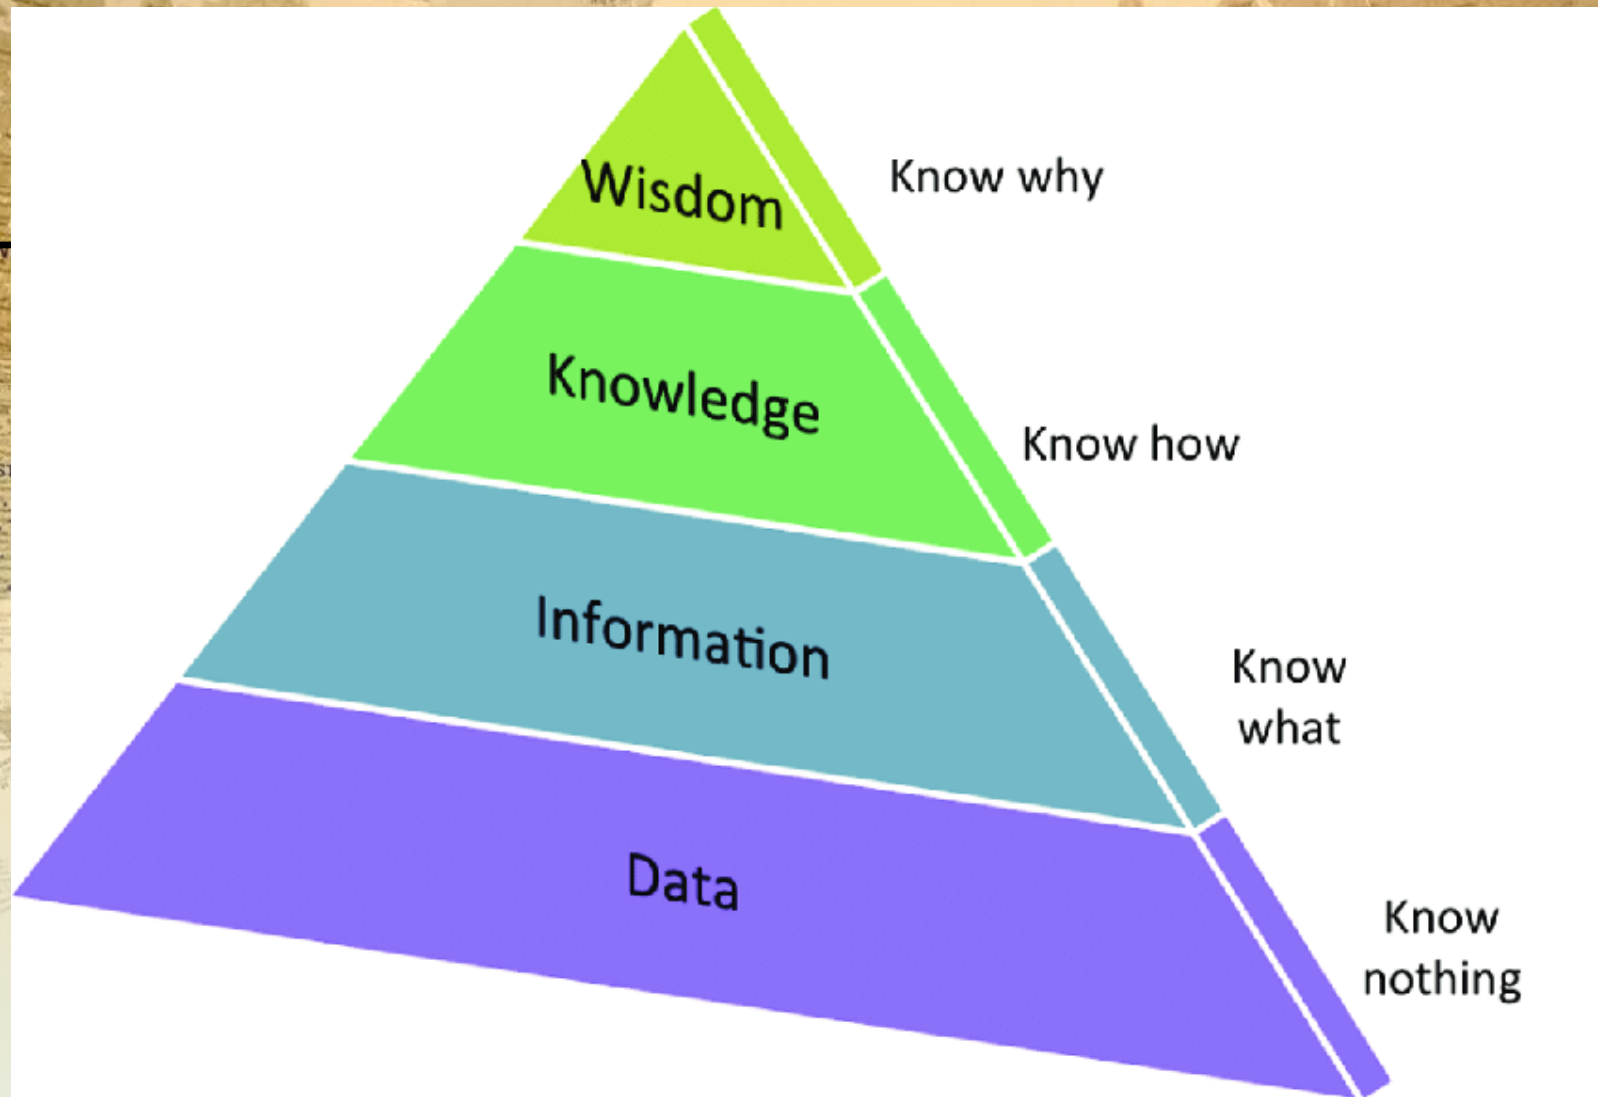 Wisdom
Know why
Knowledge
Know how
Information
Know
what
Data
Know
nothing